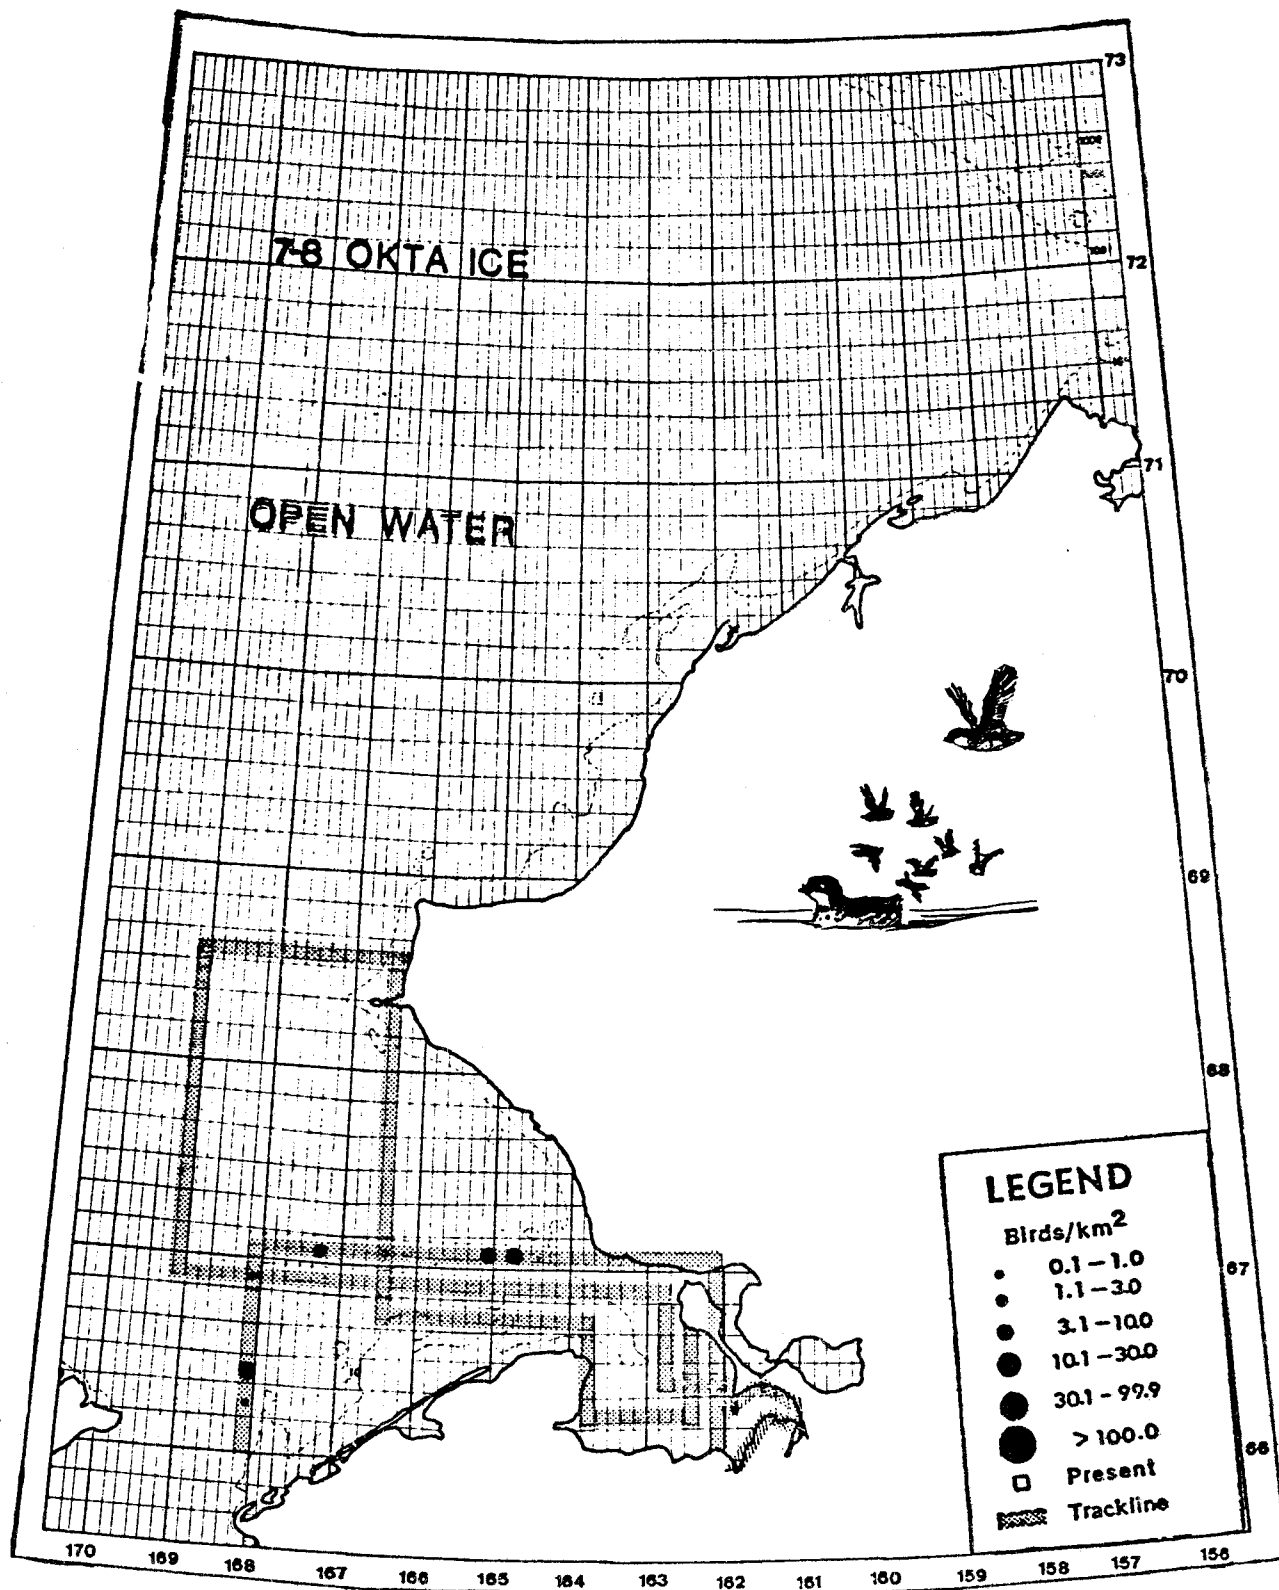 73
7-8 OKTA ICE
72
71
OPEN WATER
70
69
68
LEGEND
Birds/km²
0.1 – 1.0
1.1 – 3.0
3.1 – 10.0
10.1 – 30.0
30.1 – 99.9
> 100.0
Present
Trackline
67
66
170 169 168 167 166 165 164 163 162 161 160 159 158 157 156